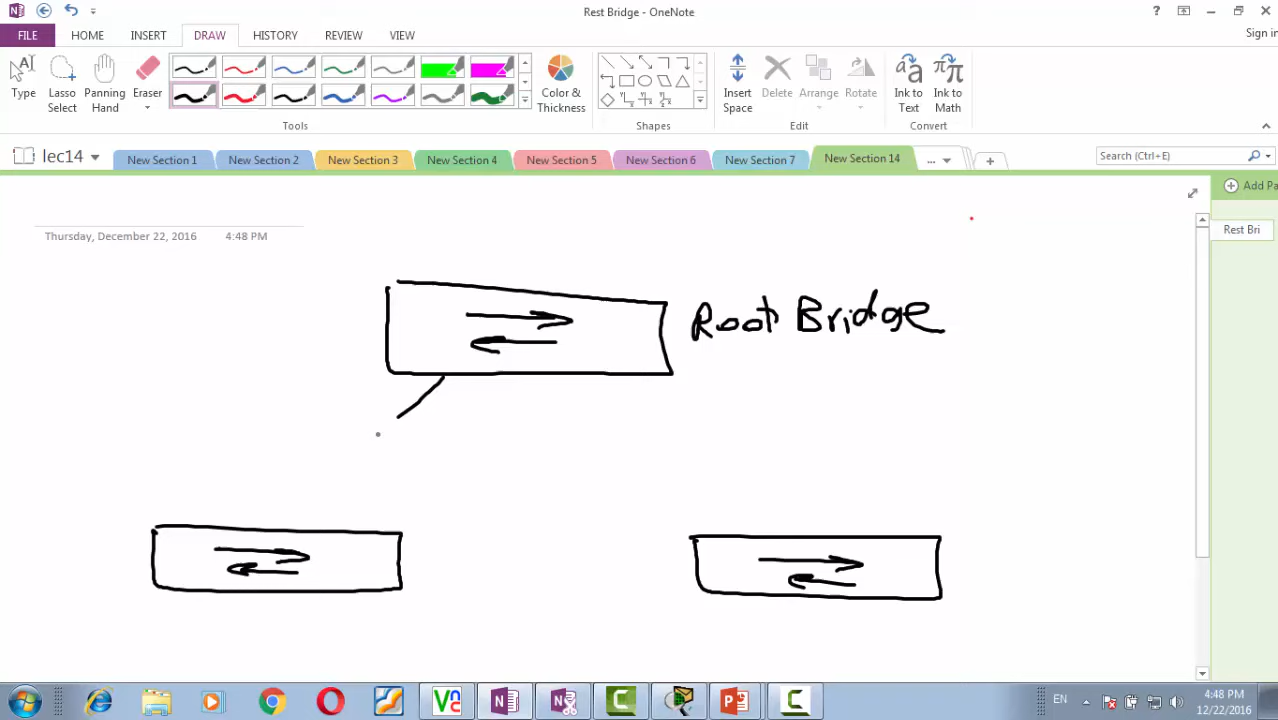 Rest Bridge - OneNote
? 
Sign in
FILE HOME INSERT DRAW HISTORY REVIEW VIEW
Type
Lasso Select
Panning Hand
Eraser
Color & Thickness
Insert Space
Delete
Arrange
Rotate
Ink to Text
Ink to Math
Tools
Shapes
Edit
Convert
lec14
New Section 1 New Section 2 New Section 3 New Section 4 New Section 5 New Section 6 New Section 7 New Section 14 ...
Search (Ctrl+E)
Add Pa
Rest Bri
Thursday, December 22, 2016 4:48 PM
Root Bridge
EN
4:48 PM
12/22/2016